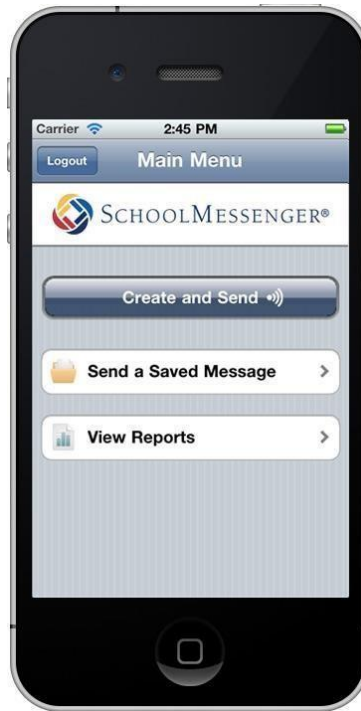 Carrier 2:45 PM
Logout Main Menu
SCHOOLMESSENGER®
Create and Send
Send a Saved Message
View Reports